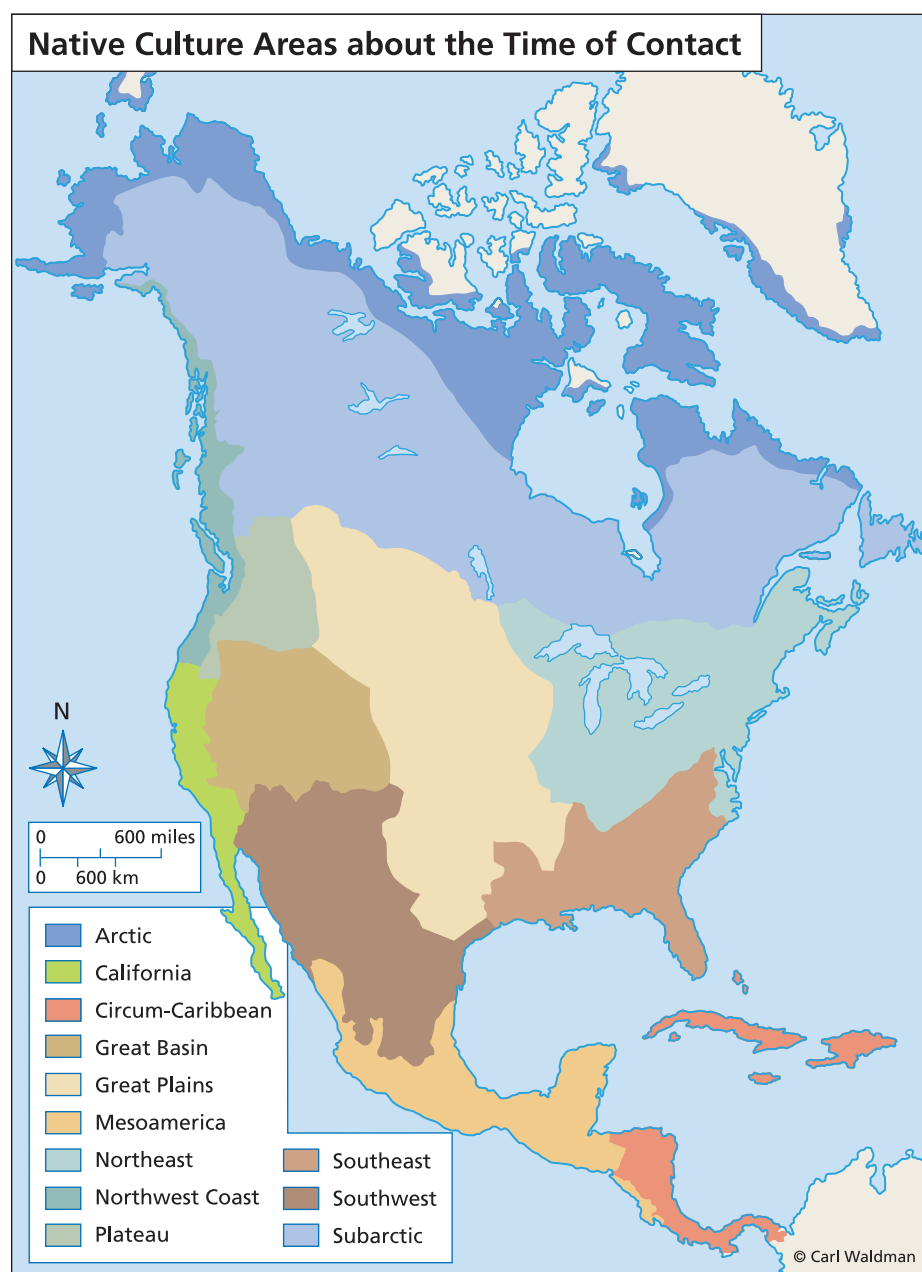 Native Culture Areas about the Time of Contact
N
0 600 miles
0 600 km
Arctic
California
Circum-Caribbean
Great Basin
Great Plains
Mesoamerica
Northeast
Northwest Coast
Plateau
Southeast
Southwest
Subarctic
© Carl Waldman